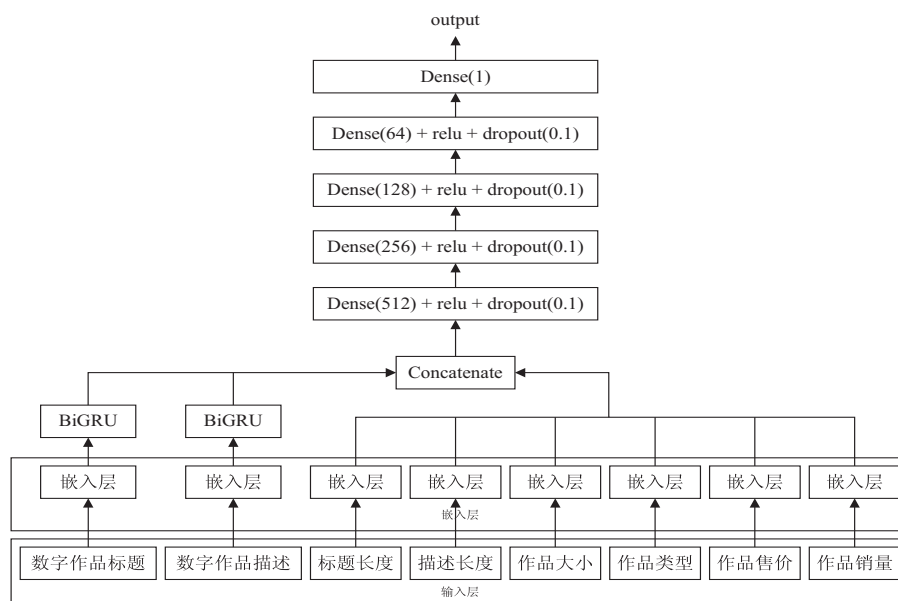 output
Dense(1)
Dense(64) + relu + dropout(0.1)
Dense(128) + relu + dropout(0.1)
Dense(256) + relu + dropout(0.1)
Dense(512) + relu + dropout(0.1)
Concatenate
BiGRU
BiGRU
嵌入层
嵌入层
嵌入层
嵌入层
嵌入层
嵌入层
嵌入层
嵌入层
嵌入层
数字作品标题
数字作品描述
标题长度
描述长度
作品大小
作品类型
作品售价
作品销量
输入层